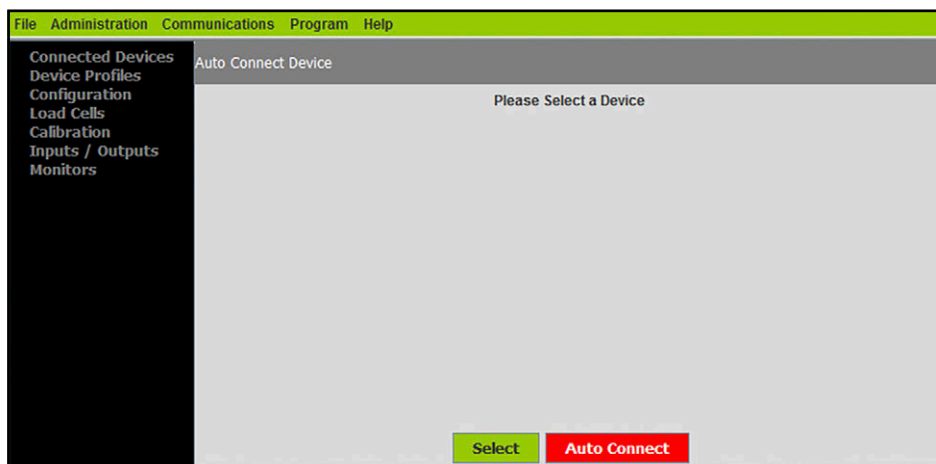 File Administration Communications Program Help
Connected Devices
Device Profiles
Configuration
Load Cells
Calibration
Inputs / Outputs
Monitors
Auto Connect Device
Please Select a Device
Select Auto Connect